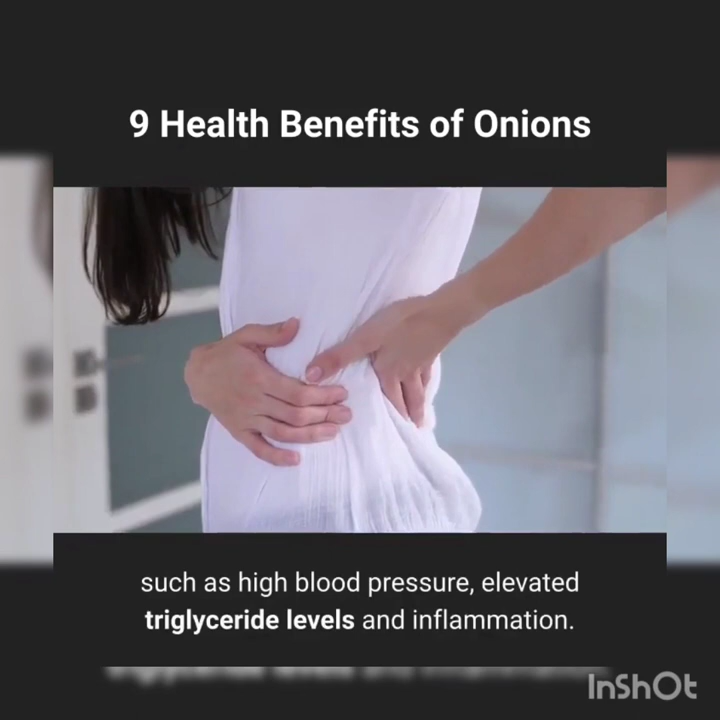 9 Health Benefits of Onions
such as high blood pressure, elevated
triglyceride levels and inflammation.
InShOt